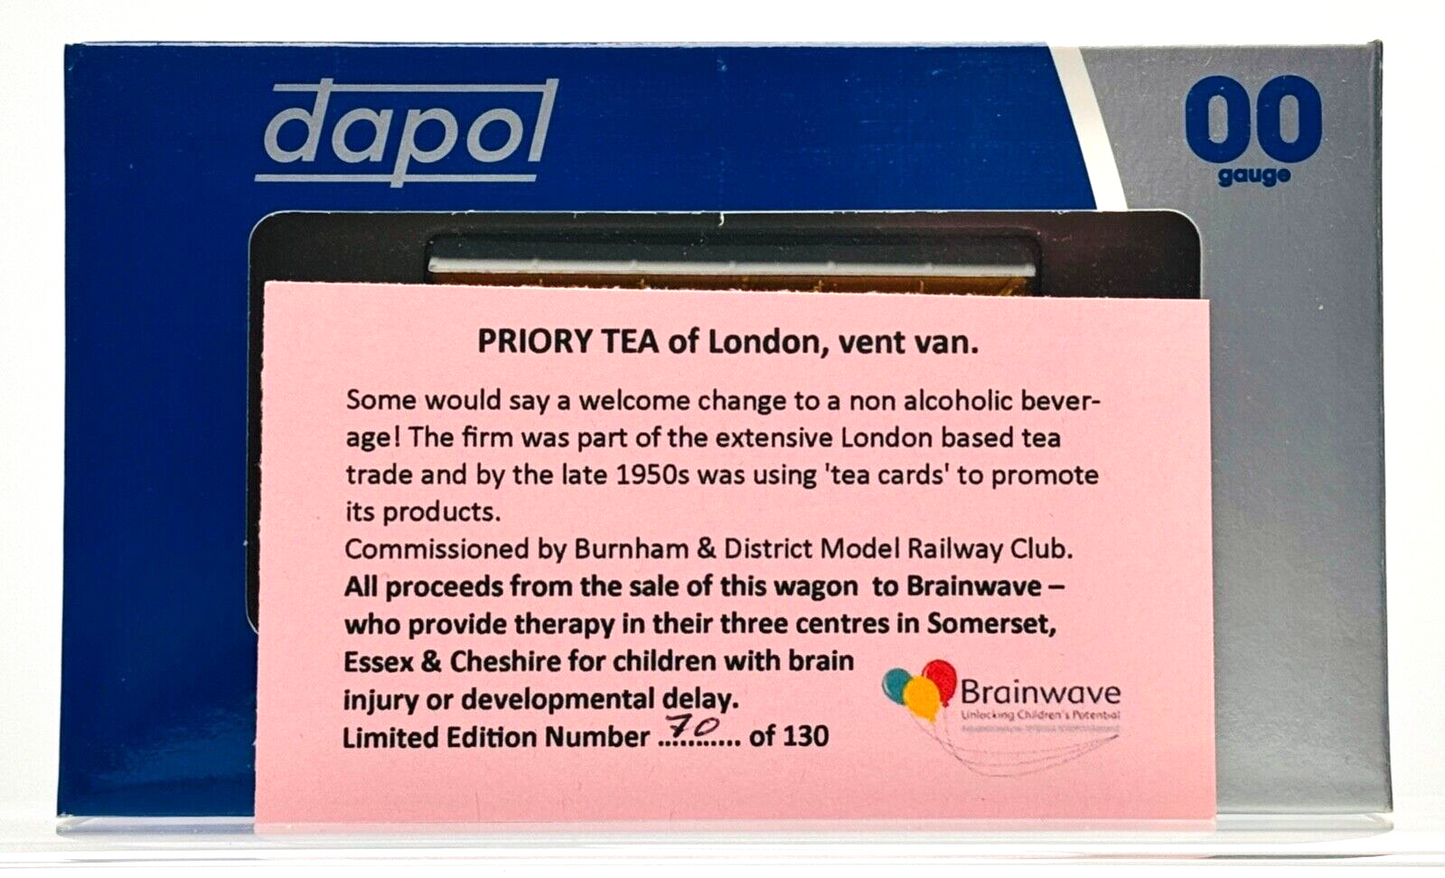 dapol
00
gauge
PRIORY TEA of London, vent van.
Some would say a welcome change to a non alcoholic bever-
age! The firm was part of the extensive London based tea
trade and by the late 1950s was using 'tea cards' to promote
its products.
Commissioned by Burnham & District Model Railway Club.
All proceeds from the sale of this wagon to Brainwave –
who provide therapy in their three centres in Somerset,
Essex & Cheshire for children with brain
injury or developmental delay.
Limited Edition Number ....70.... of 130
Brainwave
Unlocking Children's Potential